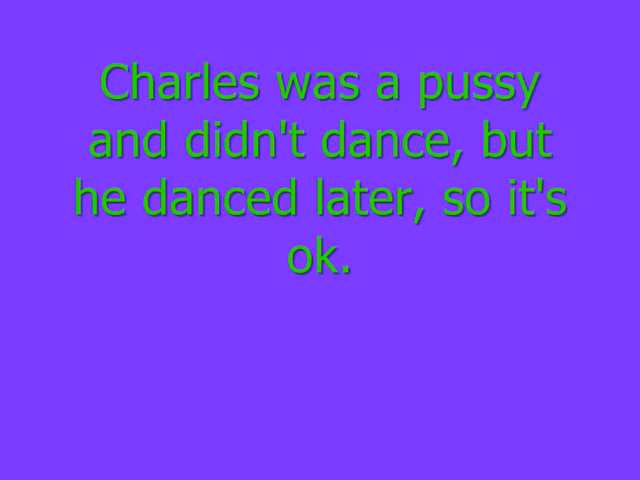 Charles was a pussy
and didn't dance, but
he danced later, so it's
ok.